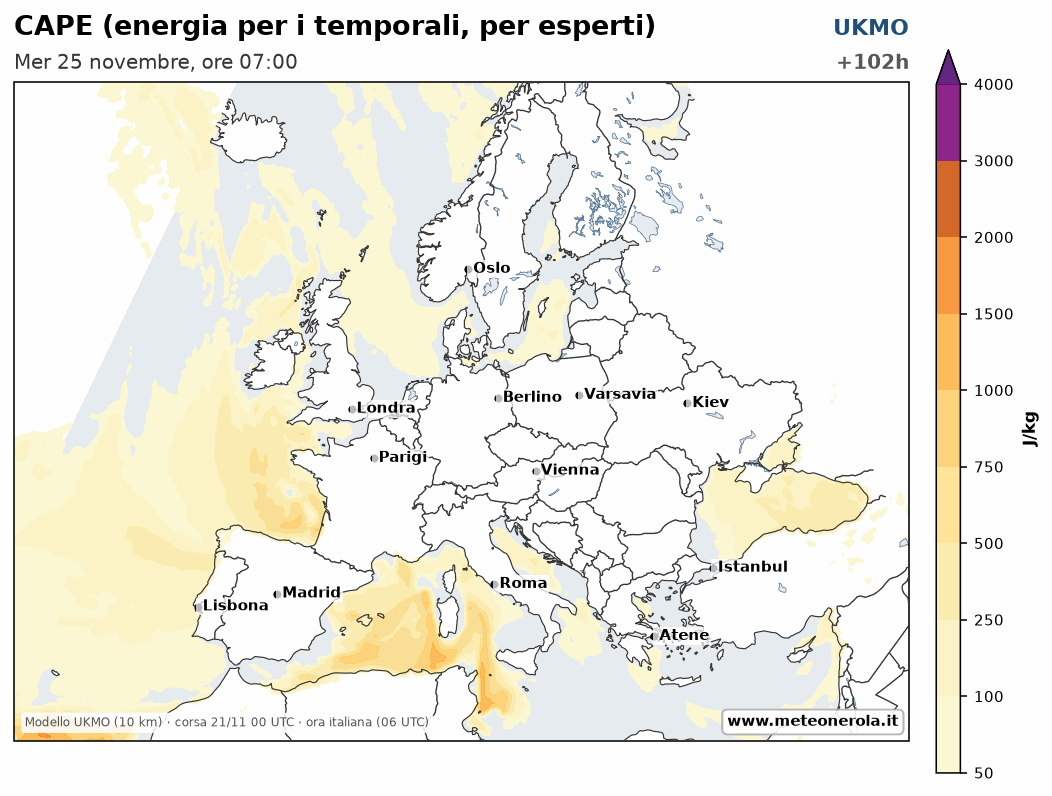 CAPE (energia per i temporali, per esperti)
UKMO
Mer 25 novembre, ore 07:00
+102h
4000
3000
2000
1500
1000
750
500
250
100
50
J/kg
Oslo
Berlino
Varsavia
Kiev
Londra
Parigi
Vienna
Istanbul
Roma
Madrid
Lisbona
Atene
Modello UKMO (10 km) · corsa 21/11 00 UTC · ora italiana (06 UTC)
www.meteonerola.it